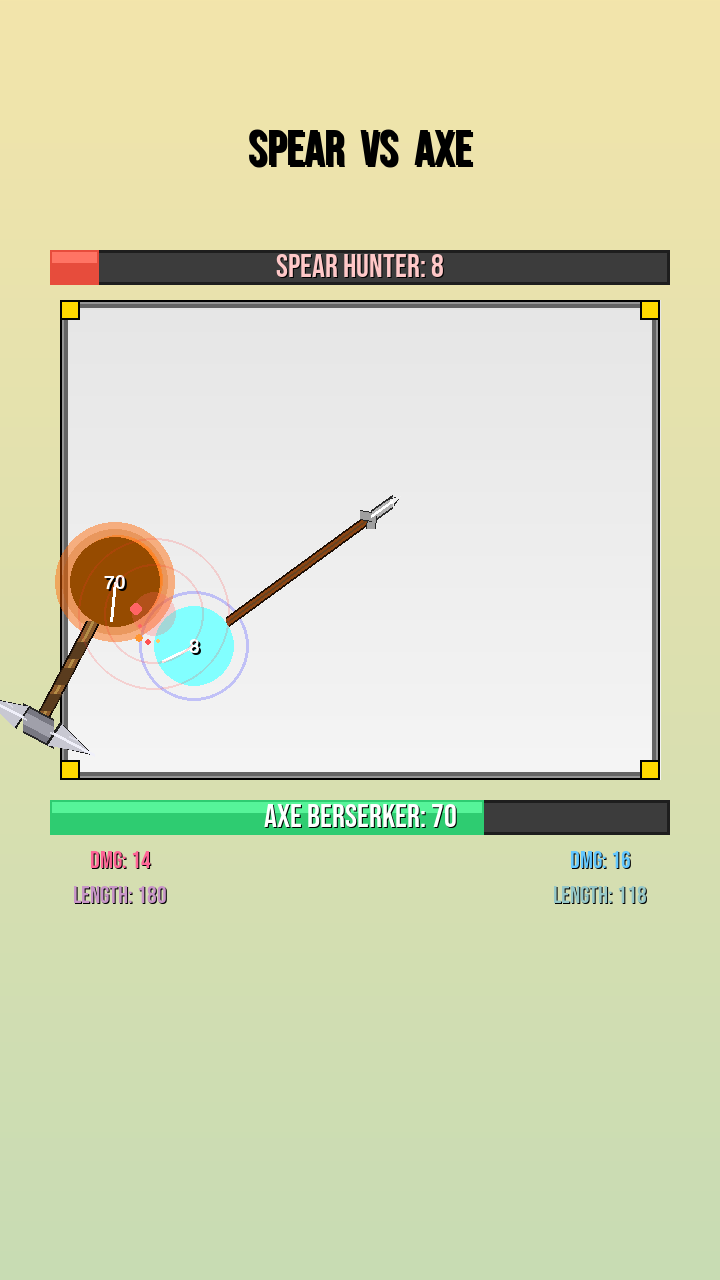 SPEAR VS AXE
SPEAR HUNTER: 8
70
8
AXE BERSERKER: 70
DMG: 14
DMG: 16
LENGTH: 180
LENGTH: 118